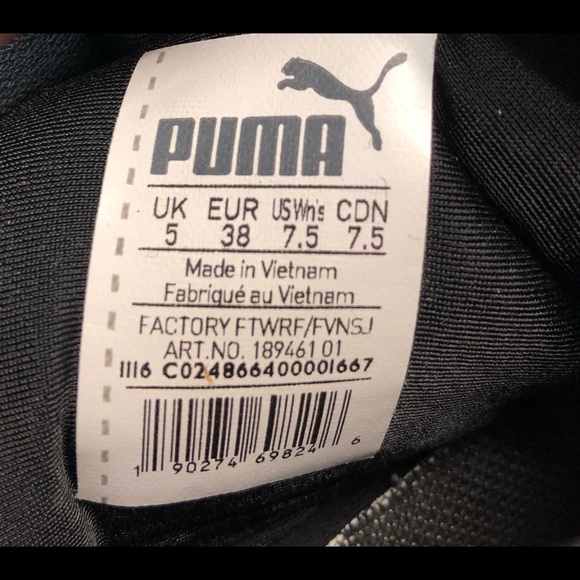 PUMA
UK EUR US Wn's CDN
5 38 7.5 7.5
Made in Vietnam
Fabriqué au Vietnam
FACTORY FTWRF/FVNSJ
ART.NO. 189461 01
1116 C024866400001667
1 90274 69824 6